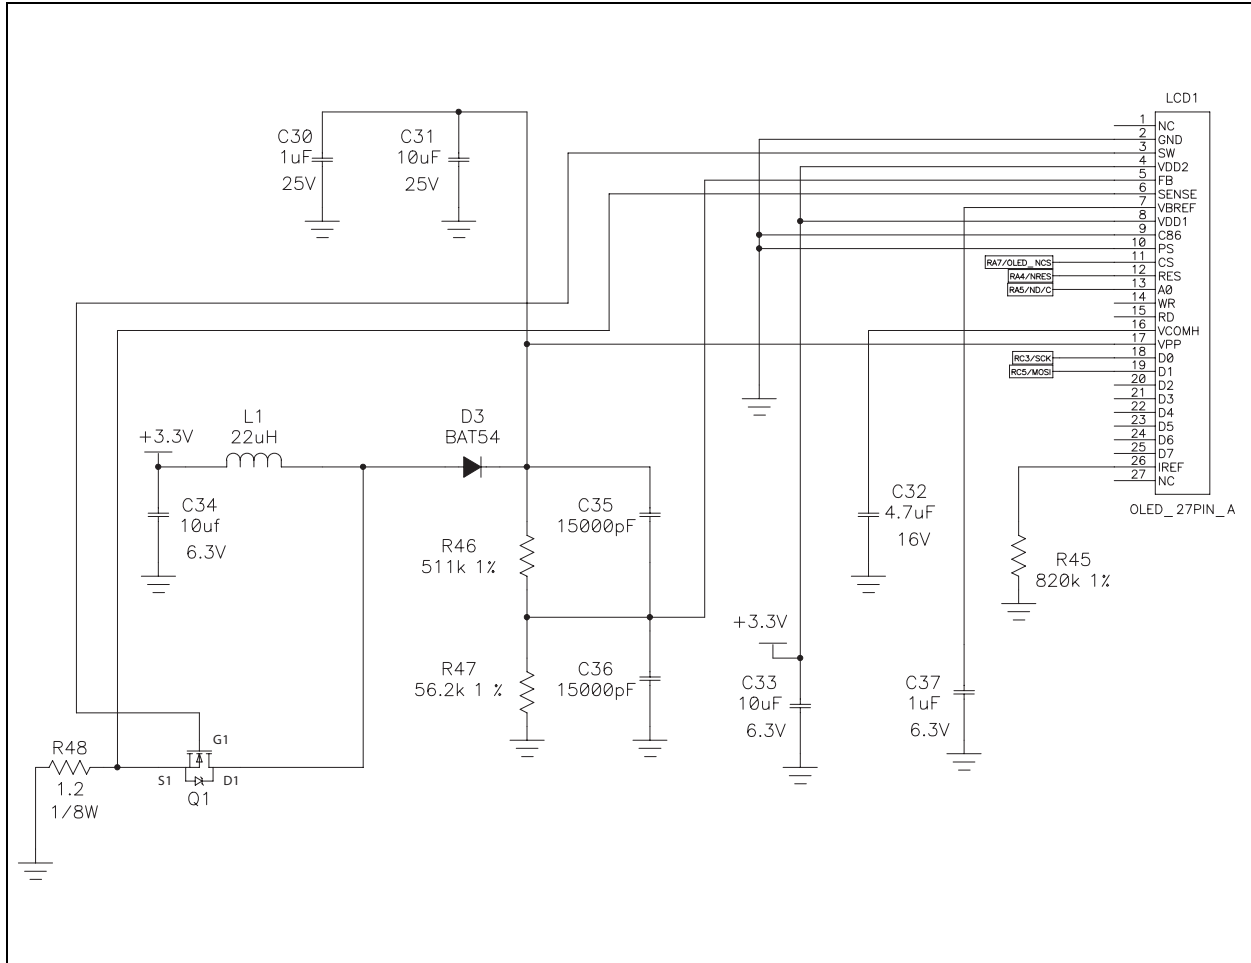 LCD1
1 NC
2 GND
3 SW
4 VDD2
5 FB
6 SENSE
7 VBREF
8 VDD1
9 C86
10 PS
RA7/OLED_NCS 11 CS
RA4/NRES 12 RES
RA5/ND/C 13 A0
14 WR
15 RD
16 VCOMH
17 VPP
RC3/SCK 18 D0
RC5/MOSI 19 D1
20 D2
21 D3
22 D4
23 D5
24 D6
25 D7
26 IREF
27 NC
OLED_27PIN_A
C30
1uF
25V
C31
10uF
25V
L1
22uH
+3.3V
D3
BAT54
C34
10uf
6.3V
C35
15000pF
R46
511k 1%
C32
4.7uF
16V
R45
820k 1%
R47
56.2k 1 %
C36
15000pF
+3.3V
C33
10uF
6.3V
C37
1uF
6.3V
R48
1.2
1/8W
G1
S1
D1
Q1